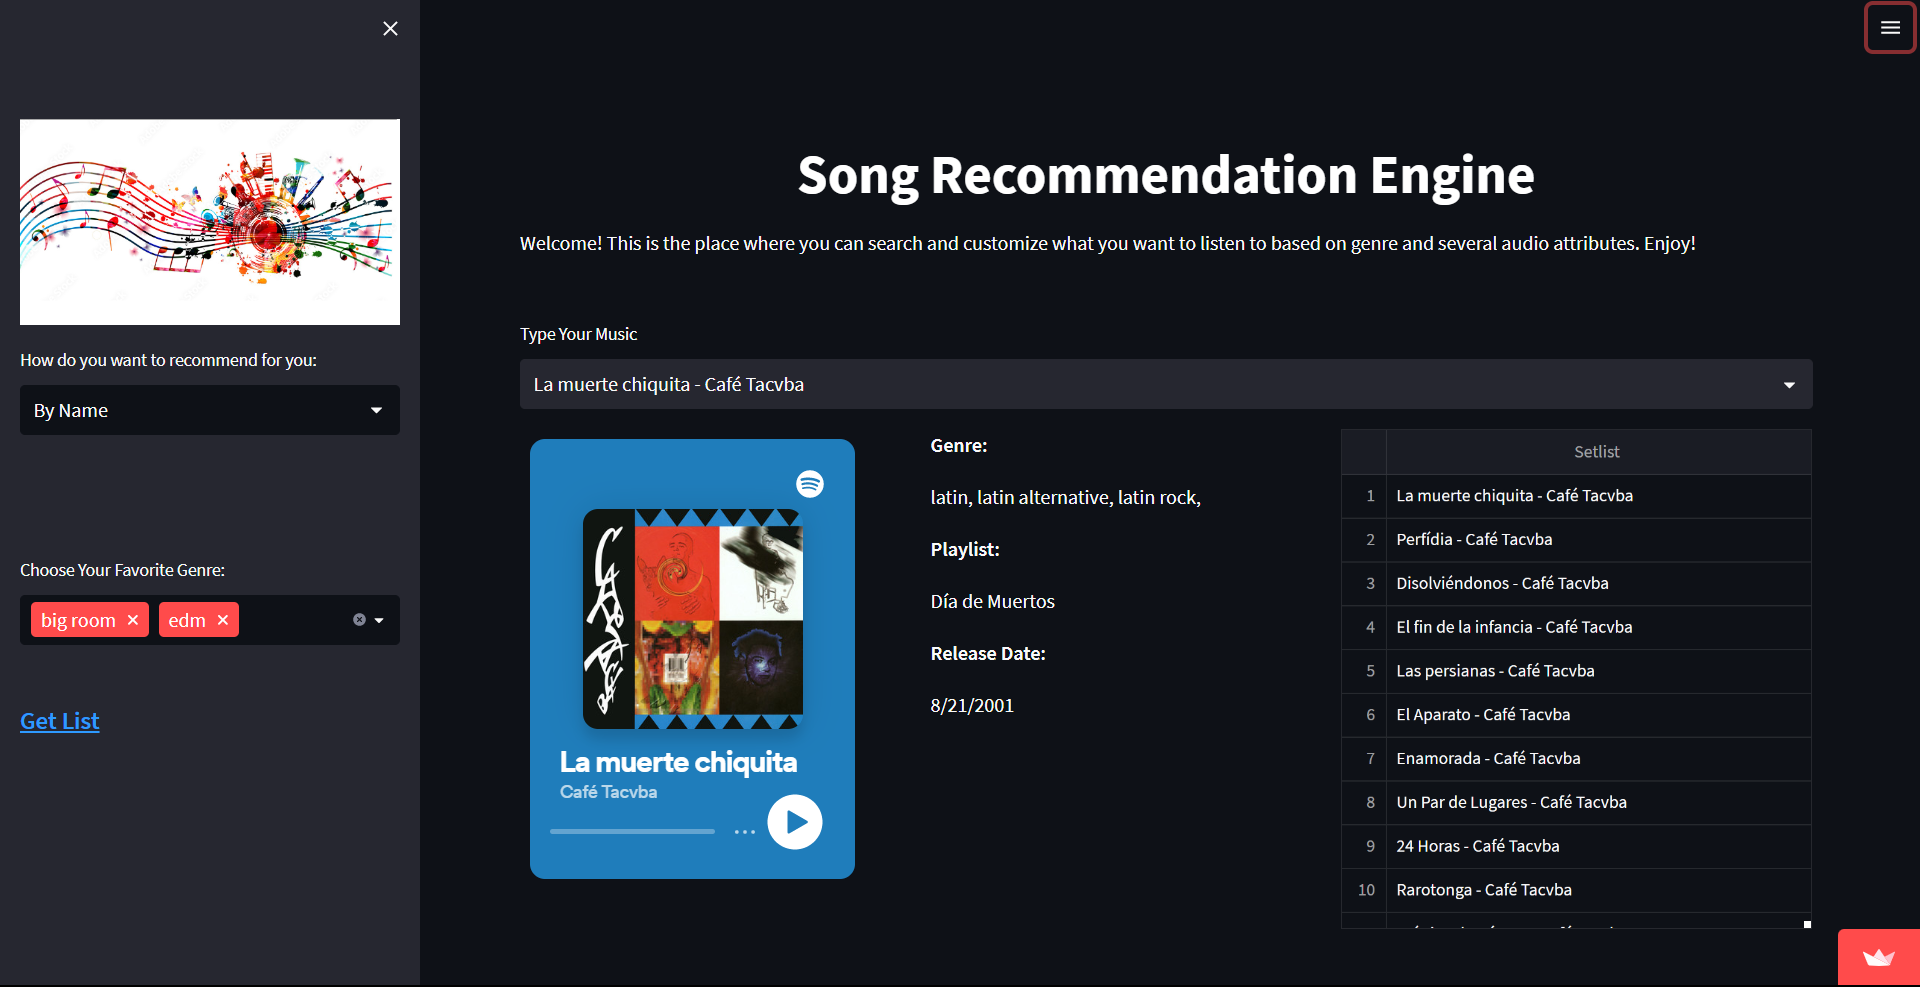 How do you want to recommend for you:
By Name
Choose Your Favorite Genre:
big room
edm
Get List
Song Recommendation Engine
Welcome! This is the place where you can search and customize what you want to listen to based on genre and several audio attributes. Enjoy!
Type Your Music
La muerte chiquita - Café Tacvba
La muerte chiquita
Café Tacvba
Genre:
latin, latin alternative, latin rock,
Playlist:
Día de Muertos
Release Date:
8/21/2001
Setlist
1 La muerte chiquita - Café Tacvba
2 Perfídia - Café Tacvba
3 Disolviéndonos - Café Tacvba
4 El fin de la infancia - Café Tacvba
5 Las persianas - Café Tacvba
6 El Aparato - Café Tacvba
7 Enamorada - Café Tacvba
8 Un Par de Lugares - Café Tacvba
9 24 Horas - Café Tacvba
10 Rarotonga - Café Tacvba